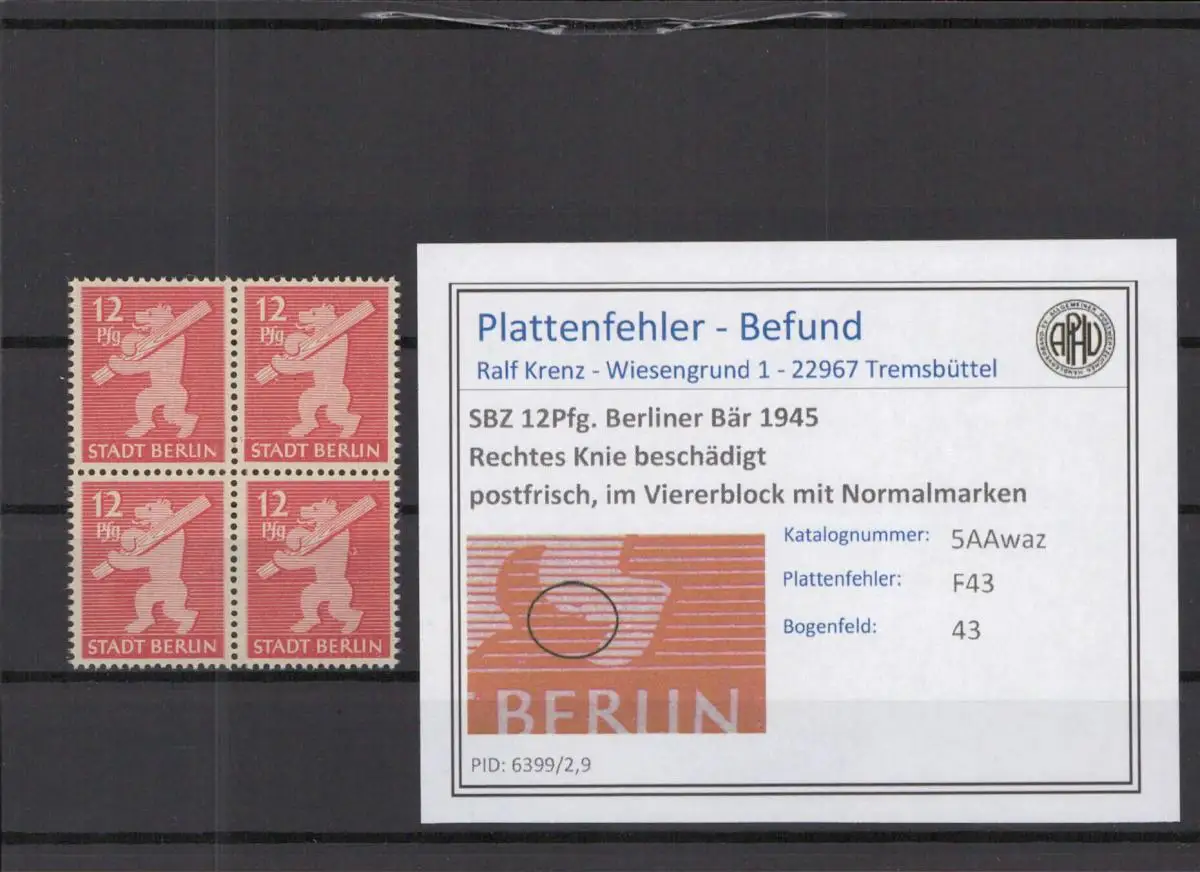 12
Pfg
STADT BERLIN
12
Pfg
STADT BERLIN
12
Pfg
STADT BERLIN
12
Pfg
STADT BERLIN
Plattenfehler - Befund
Ralf Krenz - Wiesengrund 1 - 22967 Tremsbüttel
APHV
SBZ 12Pfg. Berliner Bär 1945
Rechtes Knie beschädigt
postfrisch, im Viererblock mit Normalmarken
Katalognummer: 5AAwaz
Plattenfehler: F43
Bogenfeld: 43
BERLIN
PID: 6399/2,9